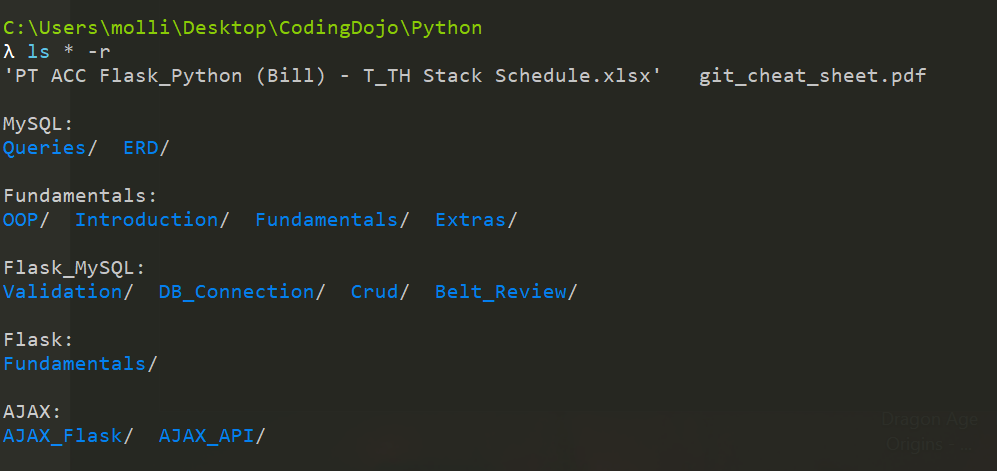 C:\Users\molli\Desktop\CodingDojo\Python
λ ls * -r
'PT ACC Flask_Python (Bill) - T_TH Stack Schedule.xlsx'   git_cheat_sheet.pdf
MySQL:
Queries/  ERD/
Fundamentals:
OOP/  Introduction/  Fundamentals/  Extras/
Flask_MySQL:
Validation/  DB_Connection/  Crud/  Belt_Review/
Flask:
Fundamentals/
AJAX:
AJAX_Flask/  AJAX_API/
Dragon Age
Origins